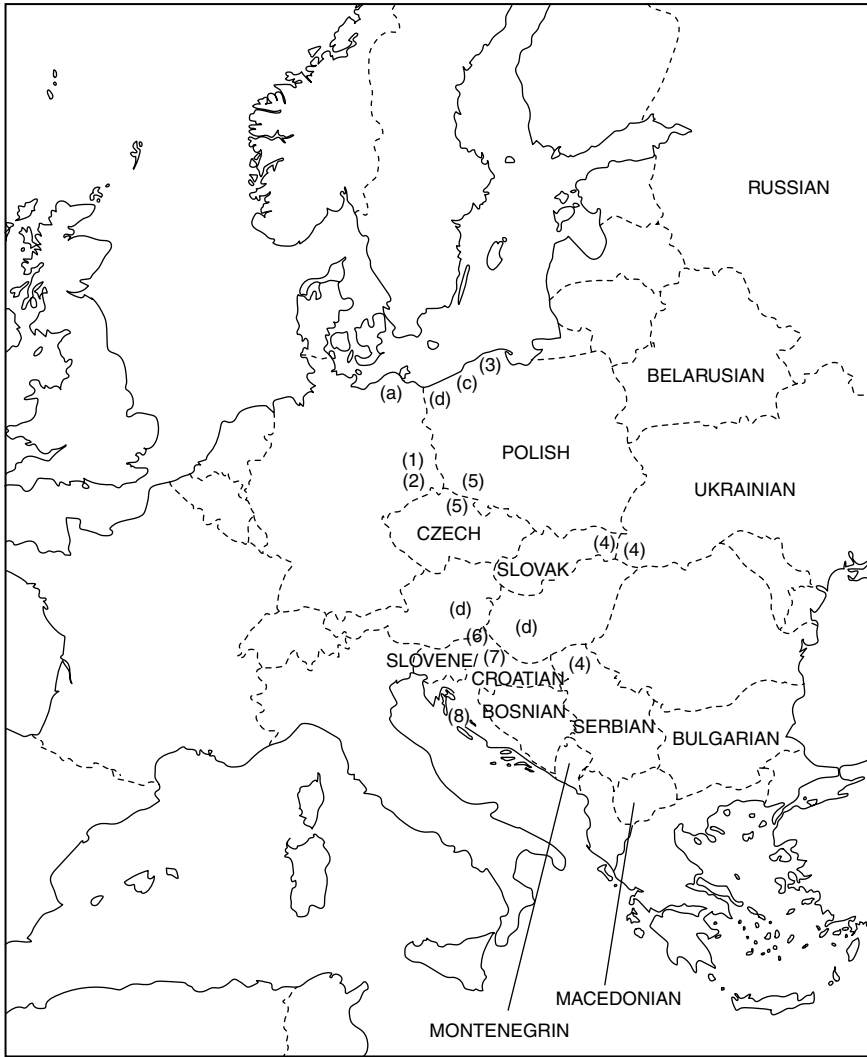 RUSSIAN
(3)
BELARUSIAN
(a)
(d)
(c)
POLISH
(1)
(2)
(5)
(5)
UKRAINIAN
CZECH
(4)
(4)
SLOVAK
(d)
(d)
(6)
SLOVENE/
(7)
(4)
CROATIAN
(8)
BOSNIAN
SERBIAN
BULGARIAN
MACEDONIAN
MONTENEGRIN